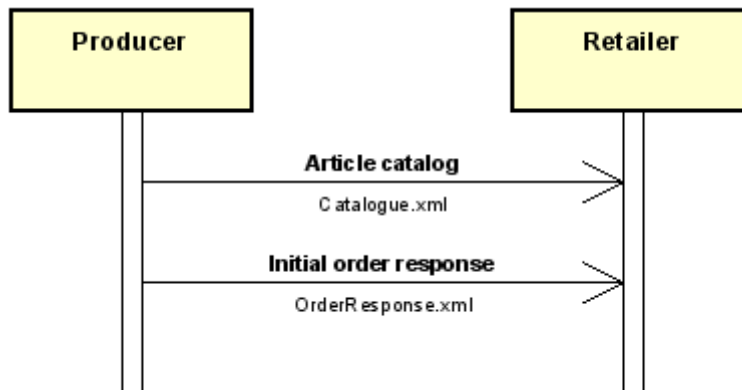 Producer
Retailer
Article catalog
Catalogue.xml
Initial order response
OrderResponse.xml